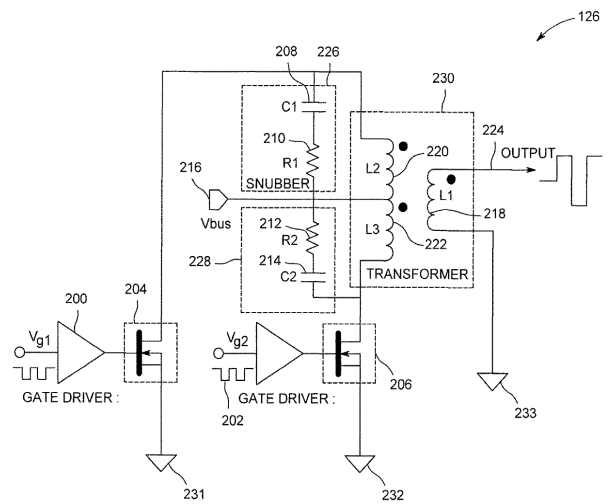 126
208
226
230
C1
210
R1
SNUBBER
L2
220
224
OUTPUT
216
Vbus
L1
218
212
R2
L3
222
228
214
C2
TRANSFORMER
200
204
Vg1
Vg2
206
GATE DRIVER :
202
GATE DRIVER :
233
231
232